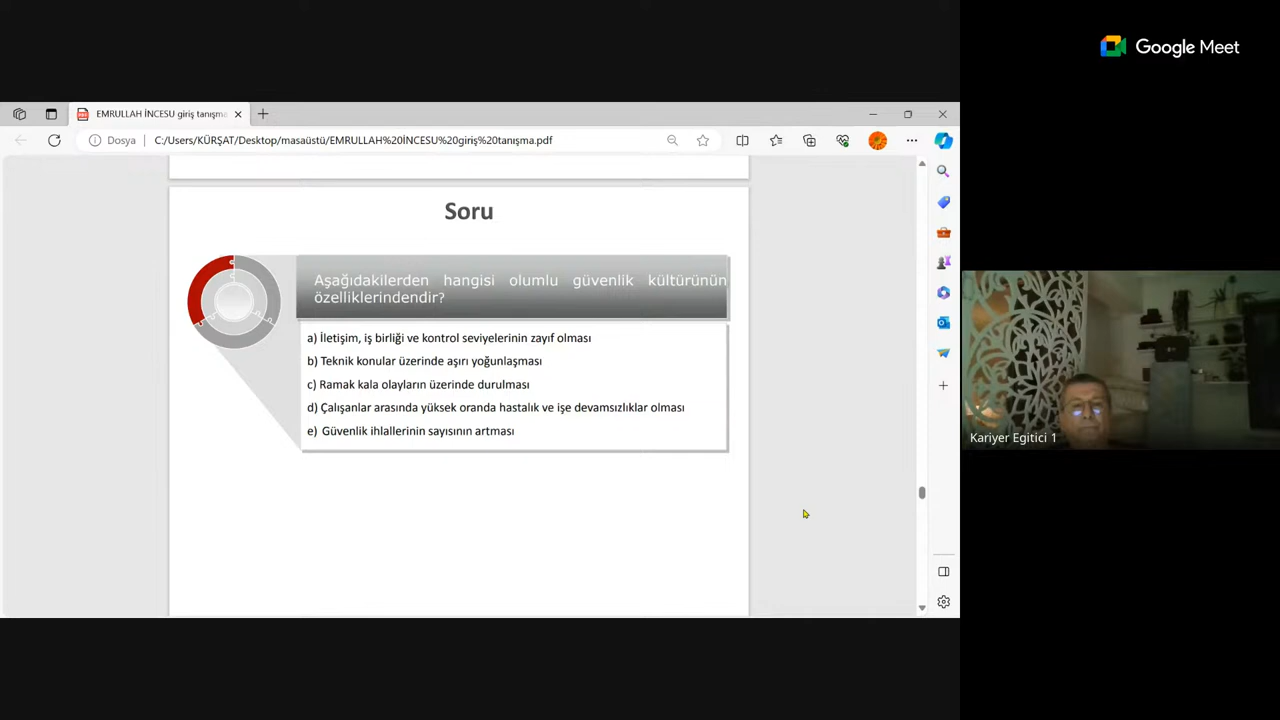 Google Meet
EMRULLAH İNCESU giriş tanışma
Dosya
C:/Users/KÜRŞAT/Desktop/masaüstü/EMRULLAH%20İNCESU%20giriş%20tanışma.pdf
Soru
Aşağıdakilerden hangisi olumlu güvenlik kültürünün
özelliklerindendir?
a) İletişim, iş birliği ve kontrol seviyelerinin zayıf olması
b) Teknik konular üzerinde aşırı yoğunlaşması
c) Ramak kala olayların üzerinde durulması
d) Çalışanlar arasında yüksek oranda hastalık ve işe devamsızlıklar olması
e) Güvenlik ihlallerinin sayısının artması
Kariyer Egitici 1